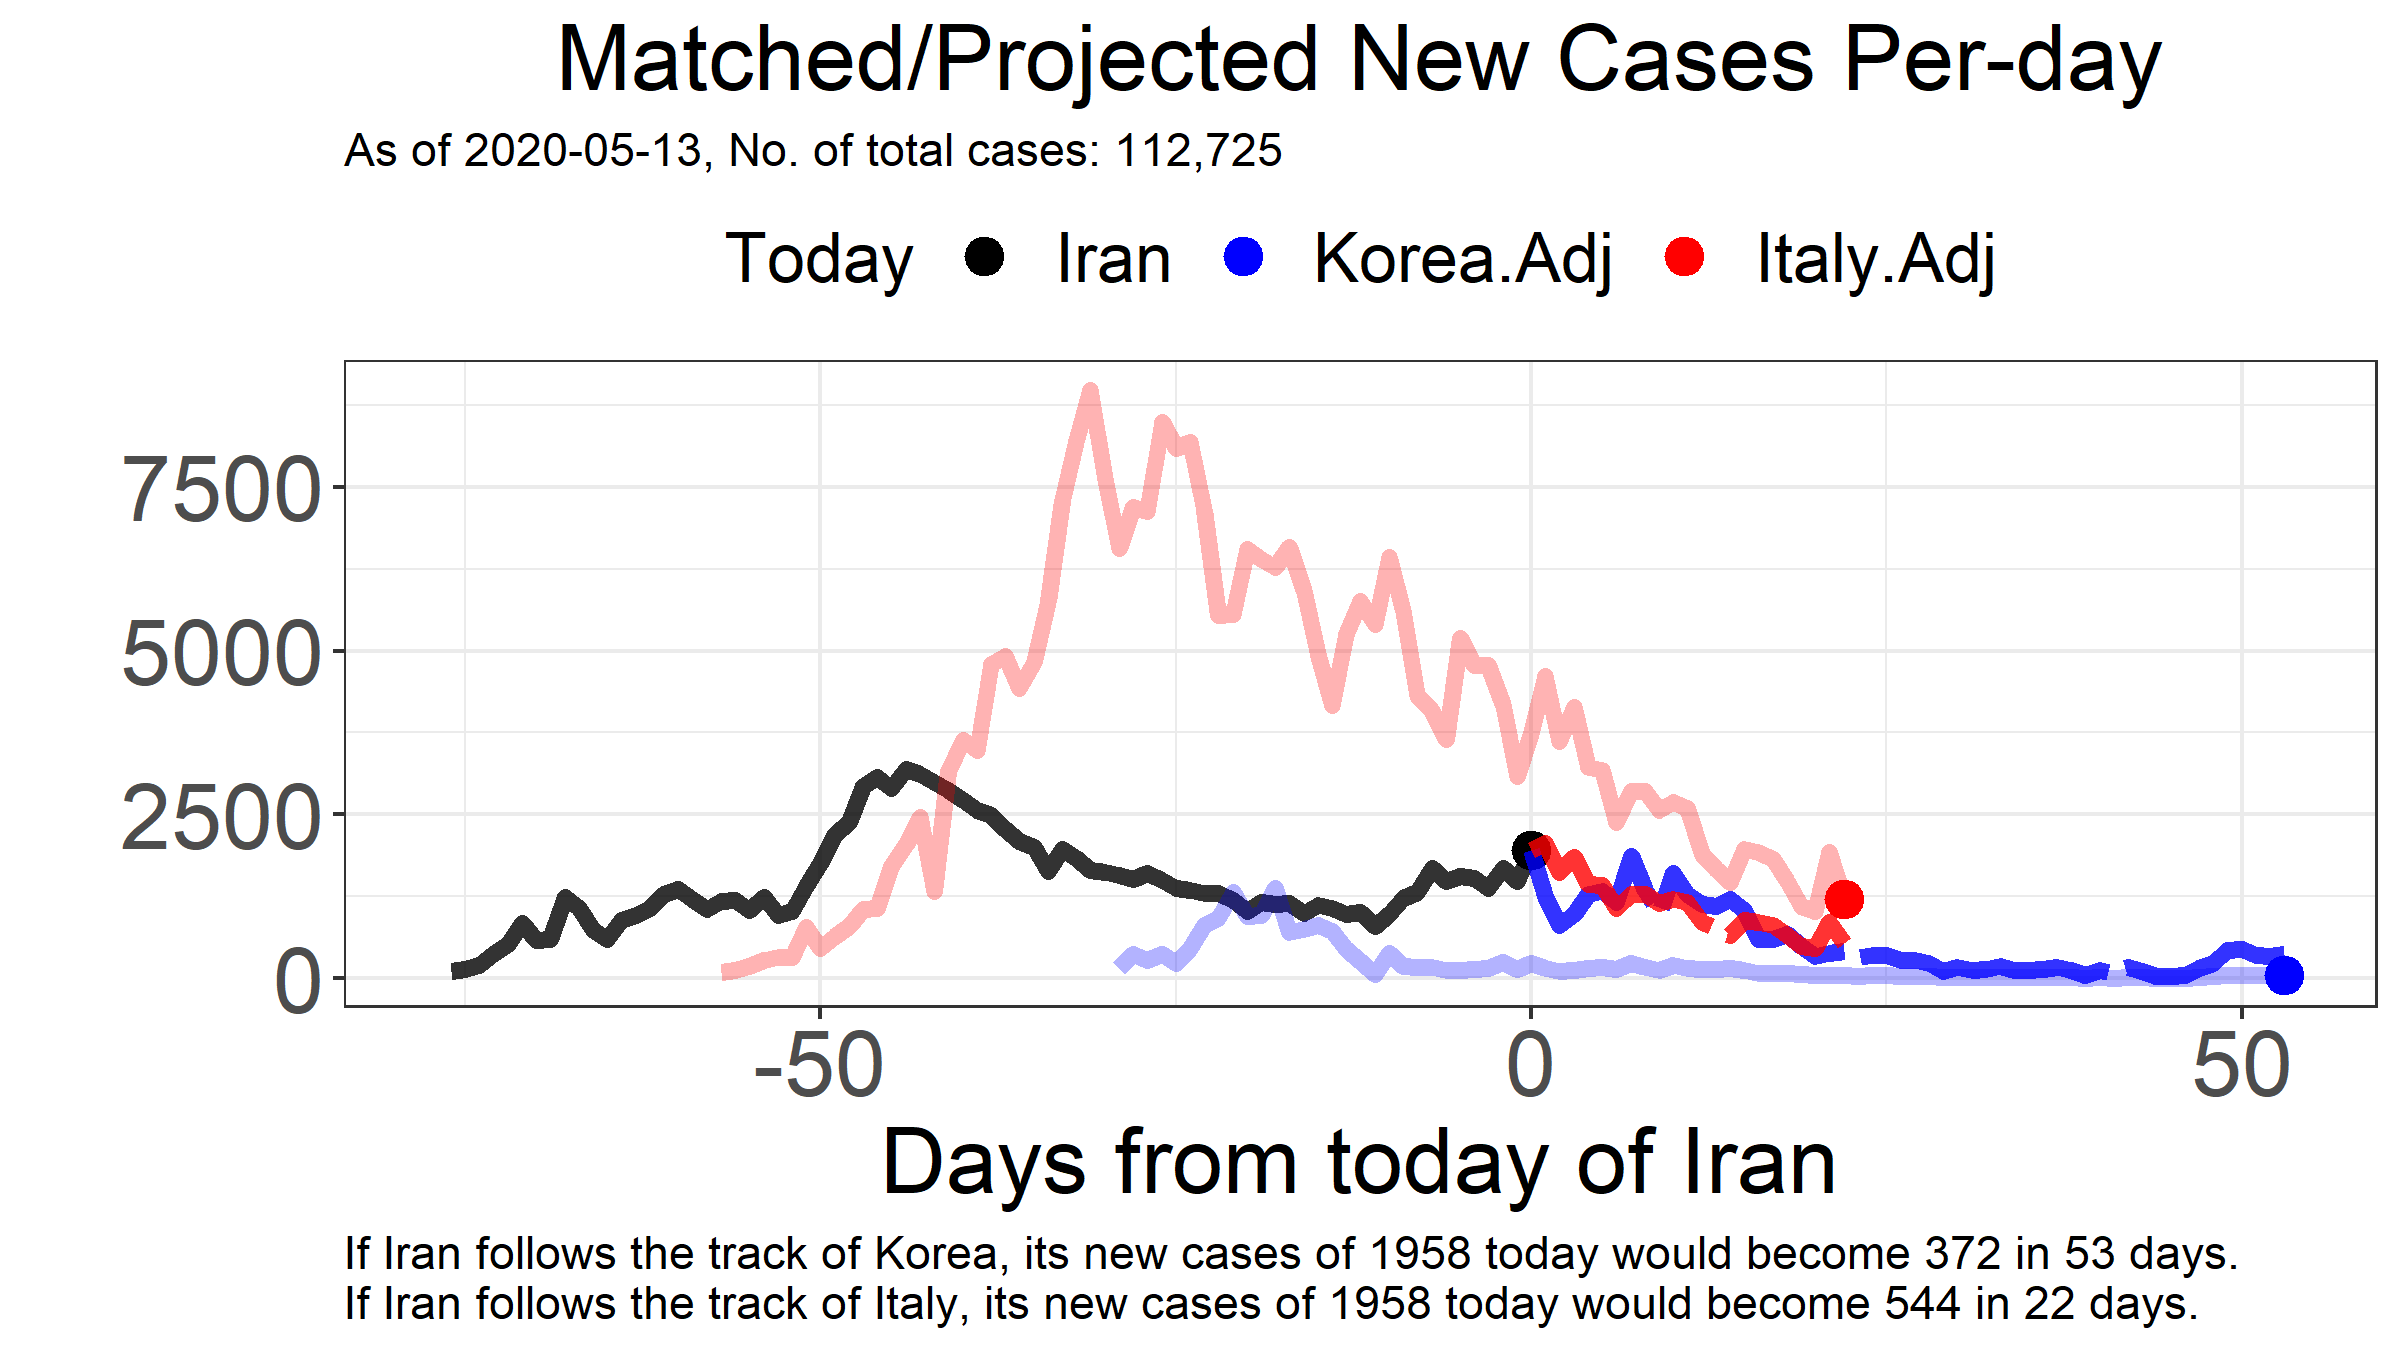 Matched/Projected New Cases Per-day
As of 2020-05-13, No. of total cases: 112,725
Today Iran Korea.Adj Italy.Adj
7500
5000
2500
0
-50 0 50
Days from today of Iran
If Iran follows the track of Korea, its new cases of 1958 today would become 372 in 53 days.
If Iran follows the track of Italy, its new cases of 1958 today would become 544 in 22 days.